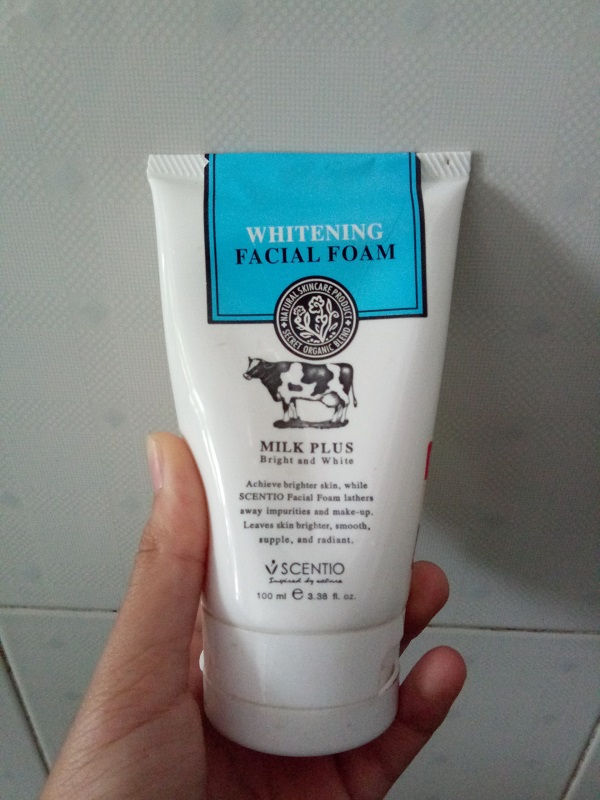 WHITENING
FACIAL FOAM
NATURAL SKINCARE PRODUCT
SECRET ORGANIC BLEND
MILK PLUS
Bright and White
Achieve brighter skin, while
SCENTIO Facial Foam lathers
away impurities and make-up.
Leaves skin brighter, smooth,
supple, and radiant.
SCENTIO
Inspired by nature
100 ml e 3.38 fl. oz.